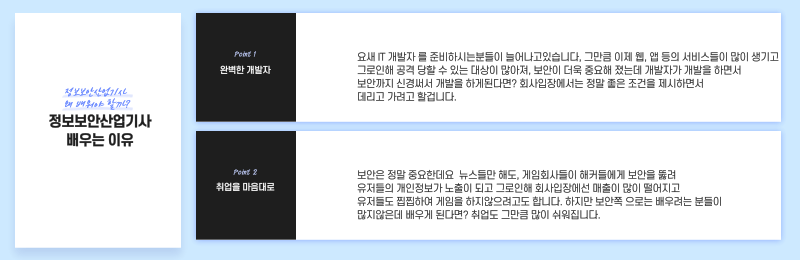 정보보안산업기사
왜 배워야 할까?
정보보안산업기사
배우는 이유
Point 1
완벽한 개발자
요새 IT 개발자 를 준비하시는분들이 늘어나고있습니다, 그만큼 이제 웹, 앱 등의 서비스들이 많이 생기고
그로인해 공격 당할 수 있는 대상이 많아져, 보안이 더욱 중요해 졌는데 개발자가 개발을 하면서
보안까지 신경써서 개발을 하게된다면? 회사입장에서는 정말 좋은 조건을 제시하면서
데리고 가려고 할겁니다.
Point 2
취업을 마음대로
보안은 정말 중요한데요 뉴스들만 해도, 게임회사들이 해커들에게 보안을 뚫려
유저들의 개인정보가 노출이 되고 그로인해 회사입장에선 매출이 많이 떨어지고
유저들도 찝찝하여 게임을 하지않으려고도 합니다. 하지만 보안쪽 으로는 배우려는 분들이
많지않은데 배우게 된다면? 취업도 그만큼 많이 쉬워집니다.